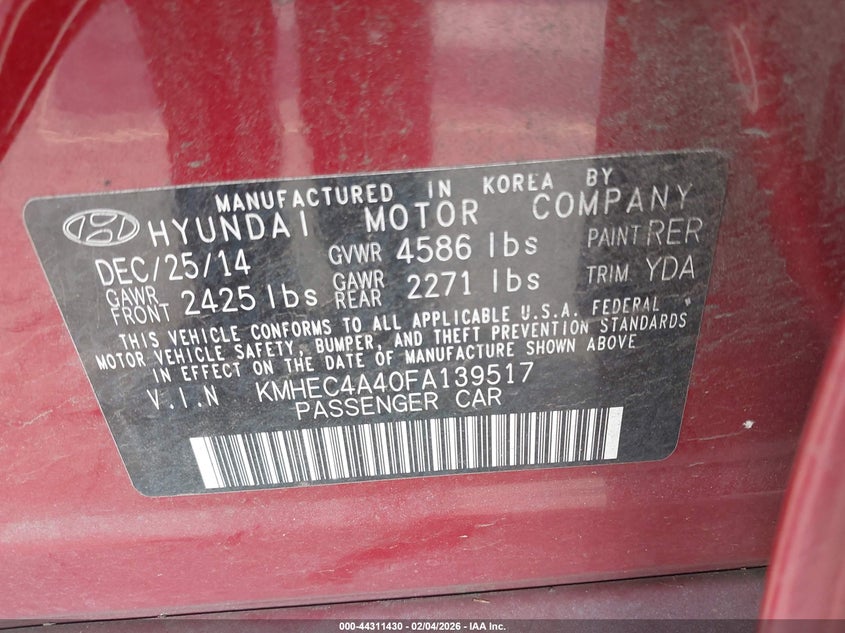 MANUFACTURED IN KOREA BY
HYUNDAI MOTOR COMPANY
DEC/25/14 GVWR 4586 lbs PAINT RER
GAWR FRONT 2425 lbs GAWR REAR 2271 lbs TRIM YDA
THIS VEHICLE CONFORMS TO ALL APPLICABLE U.S.A. FEDERAL
MOTOR VEHICLE SAFETY, BUMPER, AND THEFT PREVENTION STANDARDS
IN EFFECT ON THE DATE OF MANUFACTURE SHOWN ABOVE
V.I.N KMHEC4A40FA139517
PASSENGER CAR
000-44311430 - 02/04/2026 - IAA Inc.